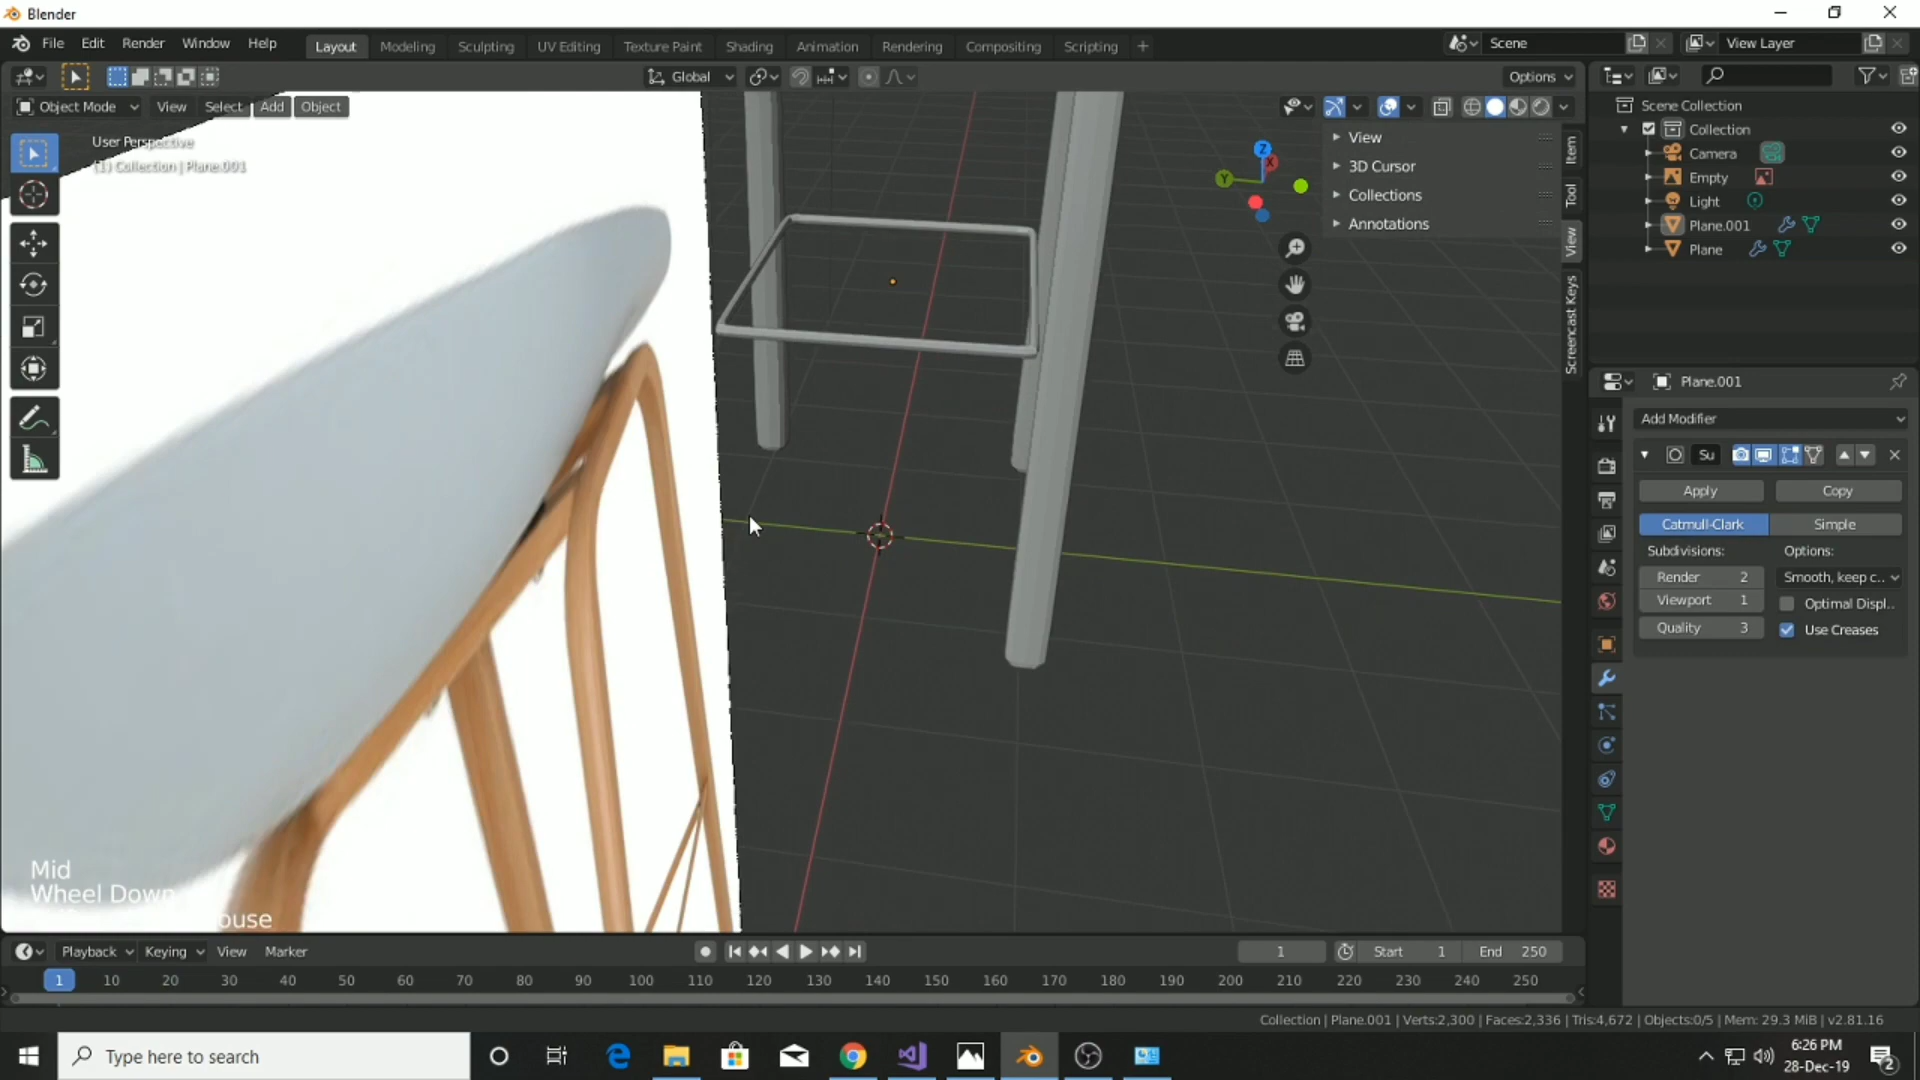 Blender
File Edit Render Window Help Layout Modeling Sculpting UV Editing Texture Paint Shading Animation Rendering Compositing Scripting + Scene View Layer
Global Options
Object Mode View Select Add Object
User Perspective
(1) Collection | Plane.001
View
3D Cursor
Collections
Annotations
Item
Tool
View
Screencast Keys
Z
X
Y
Scene Collection
Collection
Camera
Empty
Light
Plane.001
Plane
Plane.001
Add Modifier
Su
Apply Copy
Catmull-Clark Simple
Subdivisions: Options:
Render 2 Smooth, keep c..
Viewport 1 Optimal Displ..
Quality 3 Use Creases
Mid
Wheel Down
ouse
Playback Keying View Marker 1 Start 1 End 250
1 10 20 30 40 50 60 70 80 90 100 110 120 130 140 150 160 170 180 190 200 210 220 230 240 250
Collection | Plane.001 | Verts:2,300 | Faces:2,336 | Tris:4,672 | Objects:0/5 | Mem: 29.3 MiB | v2.81.16
Type here to search
6:26 PM
28-Dec-19
2